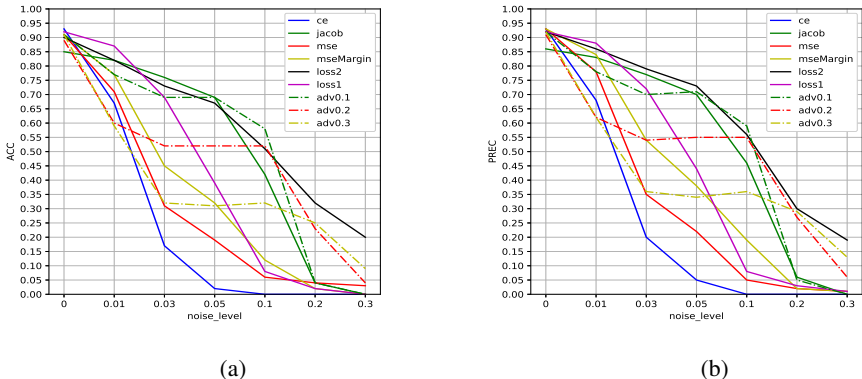 1.00
0.95
0.90
0.85
0.80
0.75
0.70
0.65
0.60
0.55
0.50
0.45
0.40
0.35
0.30
0.25
0.20
0.15
0.10
0.05
0.00
ACC
0 0.01 0.03 0.05 0.1 0.2 0.3
noise_level
ce
jacob
mse
mseMargin
loss2
loss1
adv0.1
adv0.2
adv0.3
(a)
1.00
0.95
0.90
0.85
0.80
0.75
0.70
0.65
0.60
0.55
0.50
0.45
0.40
0.35
0.30
0.25
0.20
0.15
0.10
0.05
0.00
PREC
0 0.01 0.03 0.05 0.1 0.2 0.3
noise_level
ce
jacob
mse
mseMargin
loss2
loss1
adv0.1
adv0.2
adv0.3
(b)